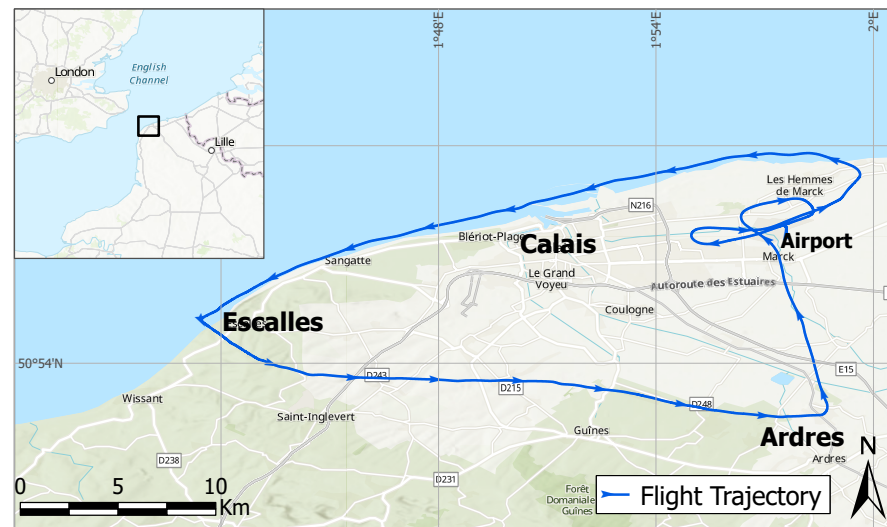 1°48'E
1°54'E
2°E
London
English
Channel
Lille
Les Hemmes
de Marck
N216
Blériot-Plage
Calais
Airport
Sangatte
Marck
Le Grand
Voyeu
Autoroute des Estuaires
Coulogne
Escalles
50°54'N
D243
D215
E15
Wissant
D248
Saint-Inglevert
Guînes
Ardres
Ardres
D238
D231
N
0 5 10
Km
Forêt
Domaniale
Guînes
Flight Trajectory